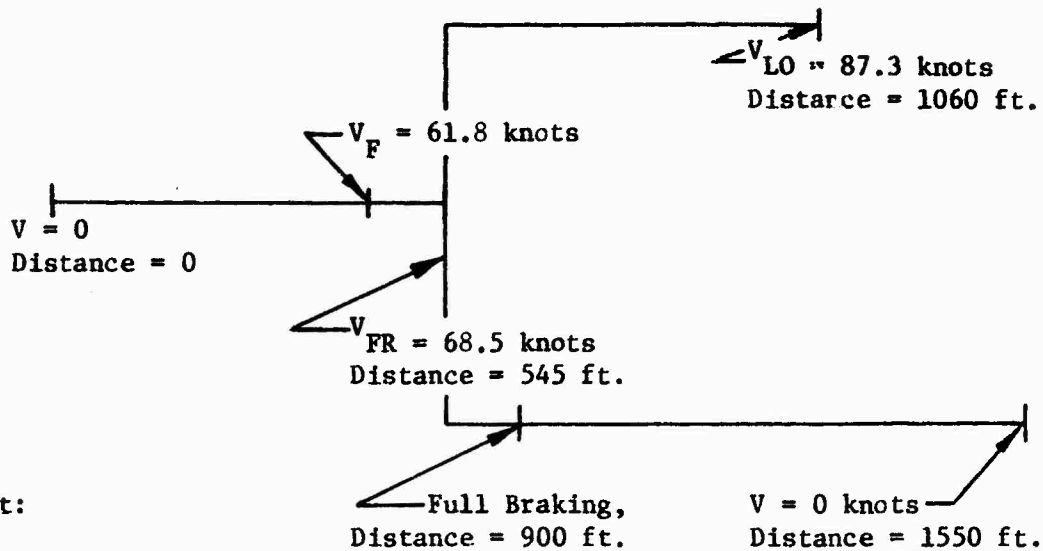 V_LO = 87.3 knots
Distarce = 1060 ft.
V_F = 61.8 knots
V = 0
Distance = 0
V_FR = 68.5 knots
Distance = 545 ft.
t:
Full Braking,
Distance = 900 ft.
V = 0 knots
Distance = 1550 ft.